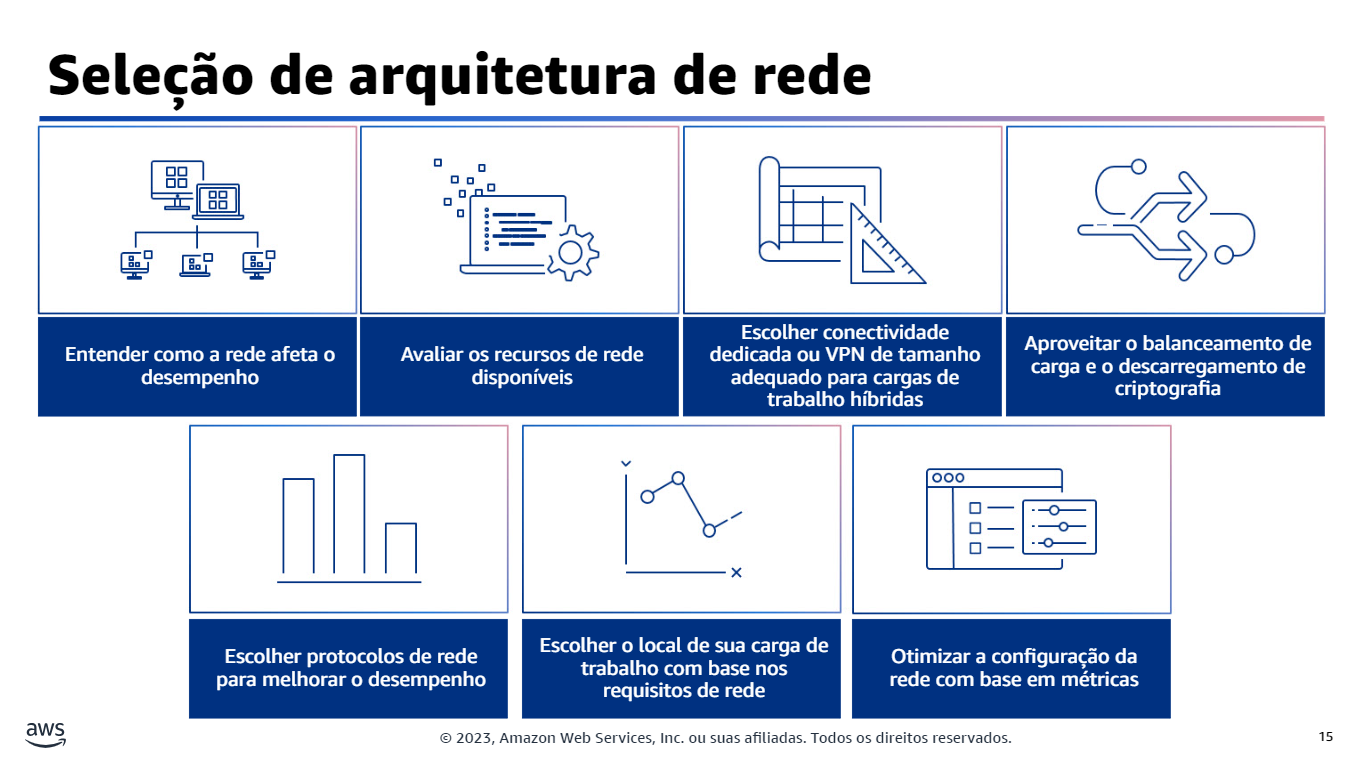 Seleção de arquitetura de rede
Entender como a rede afeta o
desempenho
Avaliar os recursos de rede
disponíveis
Escolher conectividade
dedicada ou VPN de tamanho
adequado para cargas de
trabalho híbridas
Aproveitar o balanceamento de
carga e o descarregamento de
criptografia
Escolher protocolos de rede
para melhorar o desempenho
Escolher o local de sua carga de
trabalho com base nos
requisitos de rede
Otimizar a configuração da
rede com base em métricas
aws
© 2023, Amazon Web Services, Inc. ou suas afiliadas. Todos os direitos reservados.
15